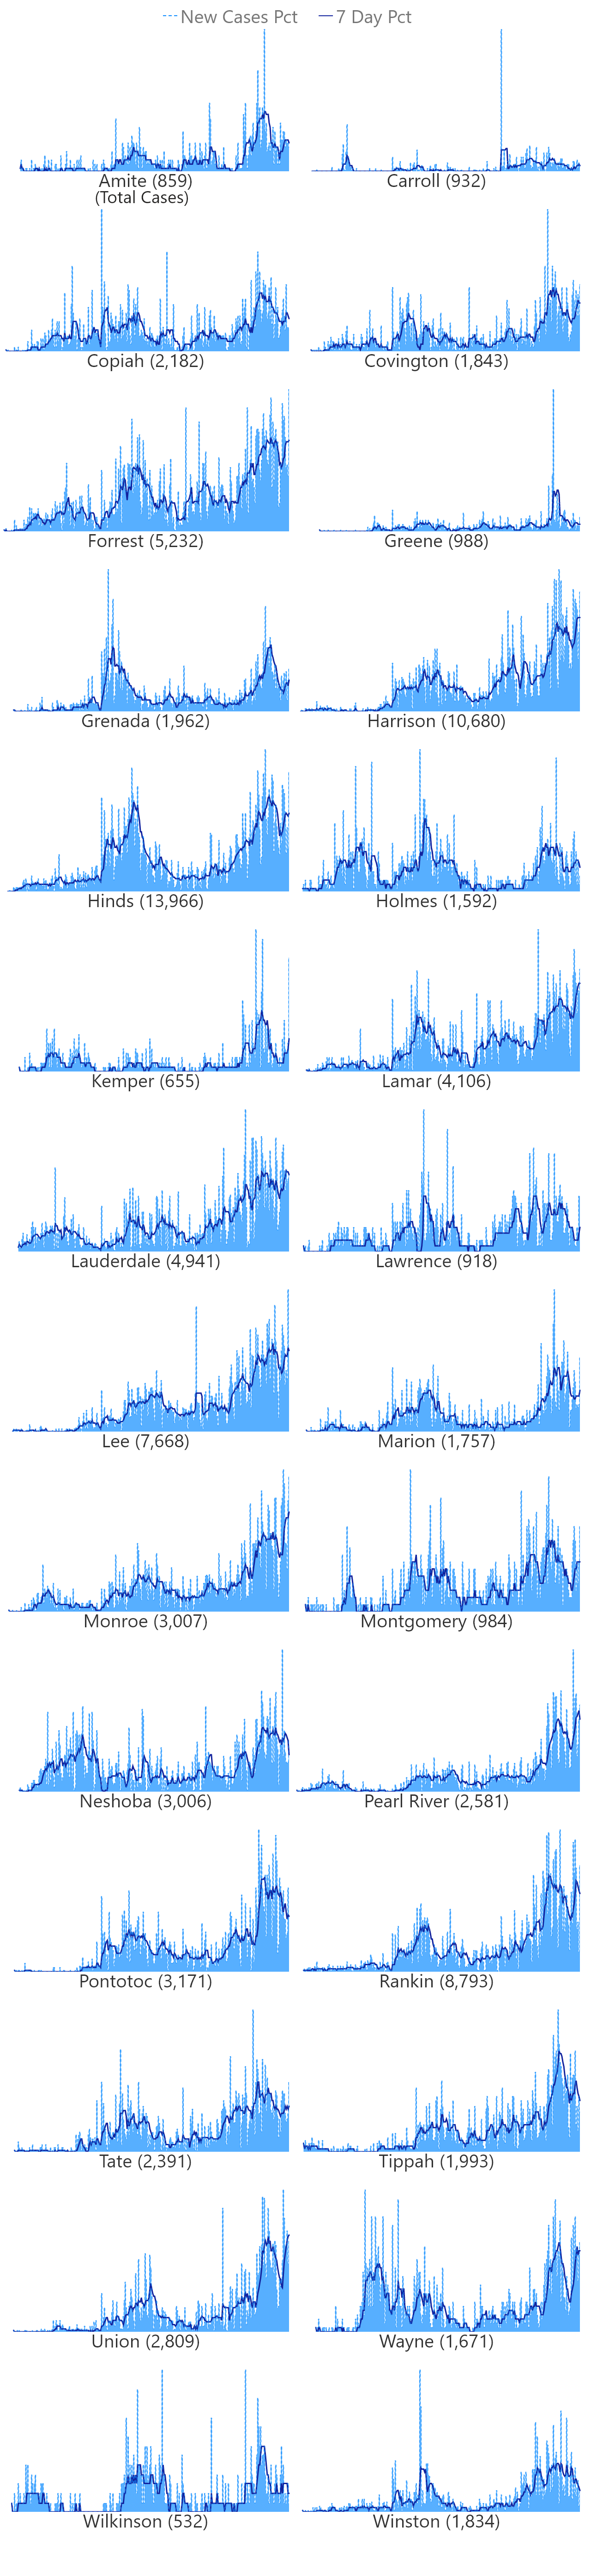 New Cases Pct 7 Day Pct
Amite (859) Carroll (932)
(Total Cases)
Copiah (2,182) Covington (1,843)
Forrest (5,232) Greene (988)
Grenada (1,962) Harrison (10,680)
Hinds (13,966) Holmes (1,592)
Kemper (655) Lamar (4,106)
Lauderdale (4,941) Lawrence (918)
Lee (7,668) Marion (1,757)
Monroe (3,007) Montgomery (984)
Neshoba (3,006) Pearl River (2,581)
Pontotoc (3,171) Rankin (8,793)
Tate (2,391) Tippah (1,993)
Union (2,809) Wayne (1,671)
Wilkinson (532) Winston (1,834)